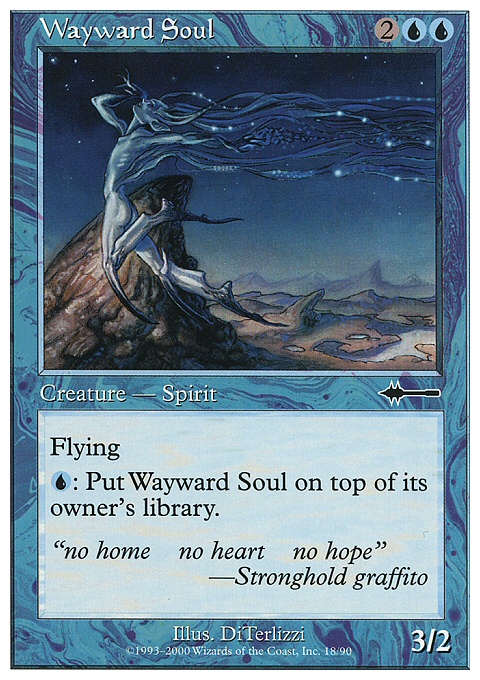 Wayward Soul 2
Creature — Spirit
Flying
: Put Wayward Soul on top of its
owner's library.
"no home no heart no hope"
—Stronghold graffito
Illus. DiTerlizzi
©1993–2000 Wizards of the Coast, Inc. 18/90
3/2